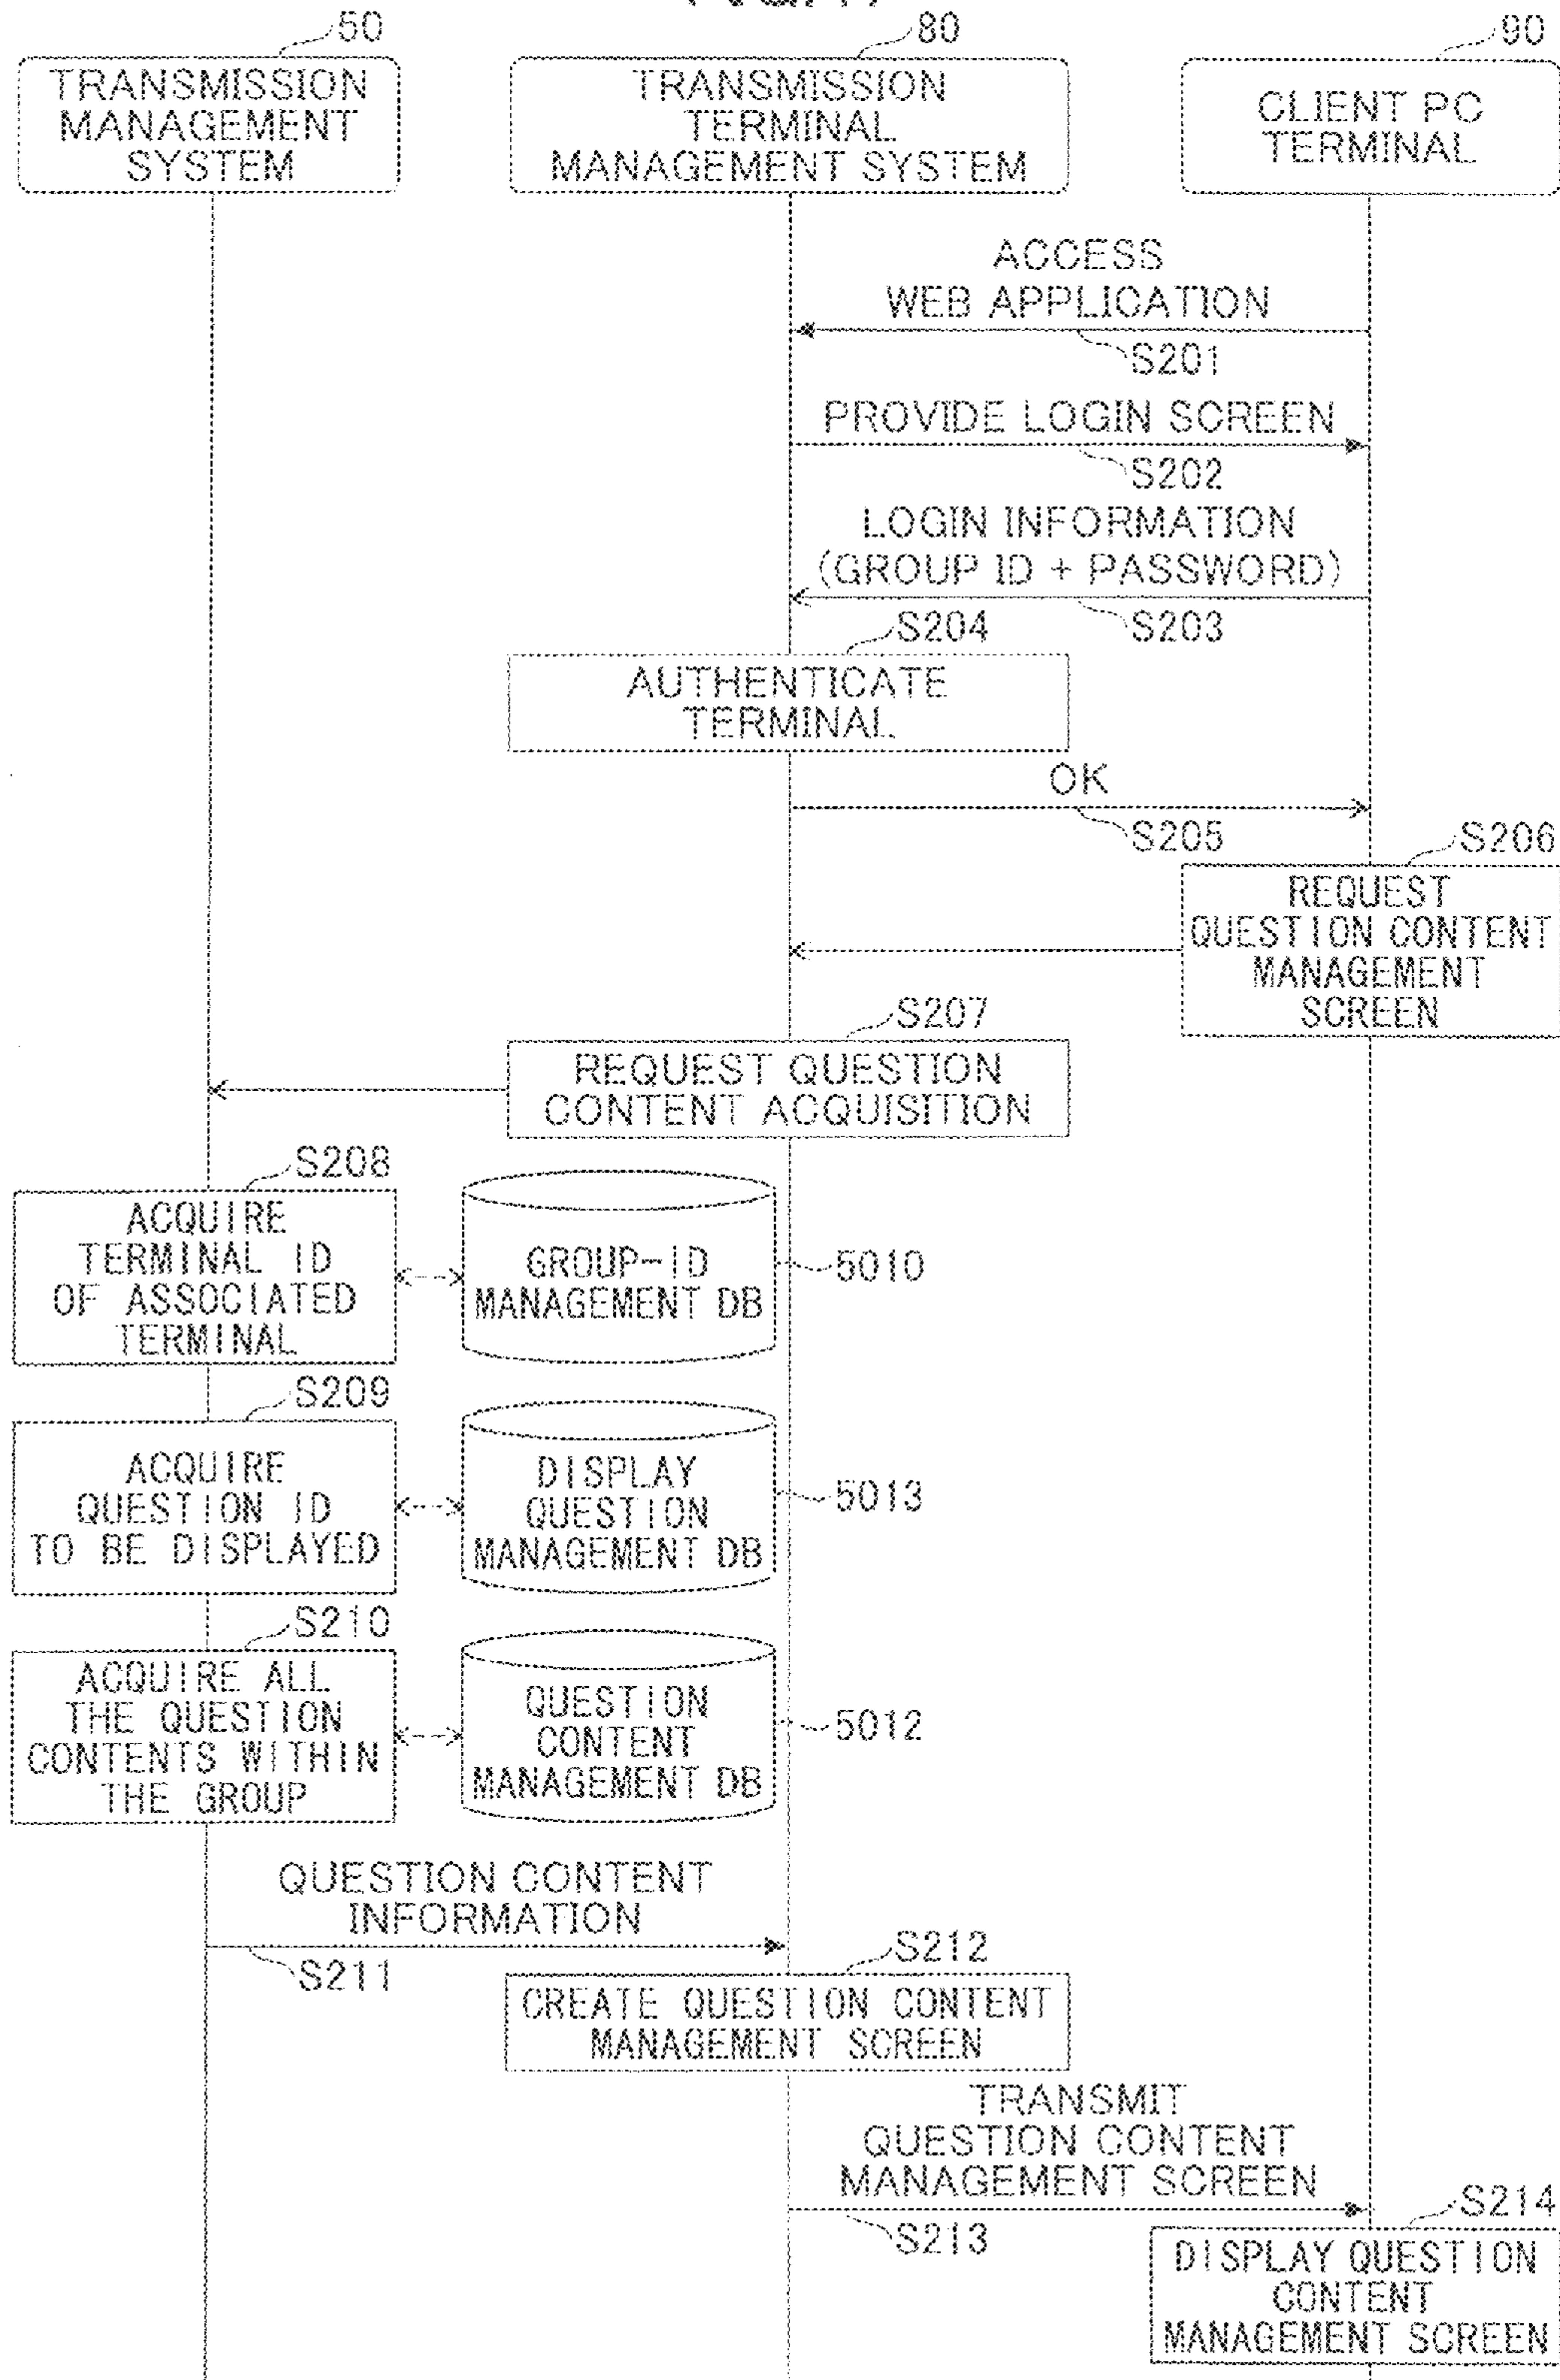 50
80
90
TRANSMISSION
MANAGEMENT
SYSTEM
TRANSMISSION
TERMINAL
MANAGEMENT SYSTEM
CLIENT PC
TERMINAL
ACCESS
WEB APPLICATION
S201
PROVIDE LOGIN SCREEN
S202
LOGIN INFORMATION
(GROUP ID + PASSWORD)
S203
S204
AUTHENTICATE
TERMINAL
OK
S205
S206
REQUEST
QUESTION CONTENT
MANAGEMENT
SCREEN
S207
REQUEST QUESTION
CONTENT ACQUISITION
S208
ACQUIRE
TERMINAL ID
OF ASSOCIATED
TERMINAL
GROUP-ID
MANAGEMENT DB
5010
S209
ACQUIRE
QUESTION ID
TO BE DISPLAYED
DISPLAY
QUESTION
MANAGEMENT DB
5013
S210
ACQUIRE ALL
THE QUESTION
CONTENTS WITHIN
THE GROUP
QUESTION
CONTENT
MANAGEMENT DB
5012
QUESTION CONTENT
INFORMATION
S211
S212
CREATE QUESTION CONTENT
MANAGEMENT SCREEN
TRANSMIT
QUESTION CONTENT
MANAGEMENT SCREEN
S213
S214
DISPLAY QUESTION
CONTENT
MANAGEMENT SCREEN